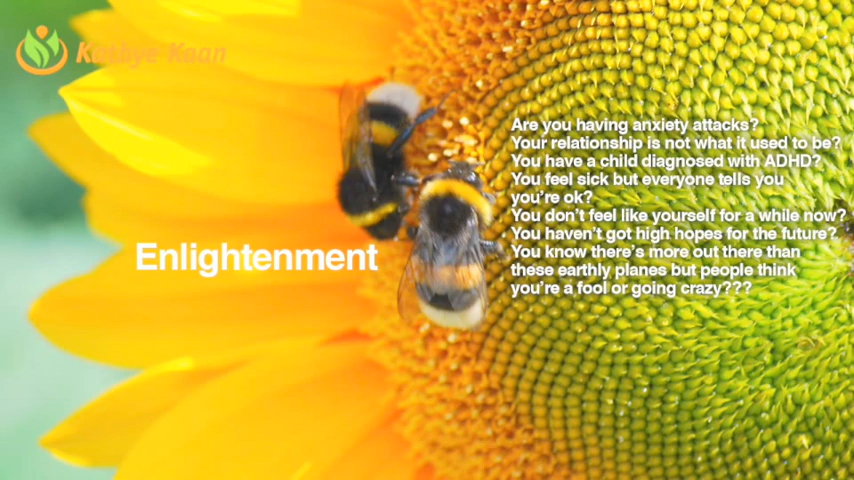 Kathye Kaan
Enlightenment
Are you having anxiety attacks?
Your relationship is not what it used to be?
You have a child diagnosed with ADHD?
You feel sick but everyone tells you
you're ok?
You don't feel like yourself for a while now?
You haven't got high hopes for the future?
You know there's more out there than
these earthly planes but people think
you're a fool or going crazy???